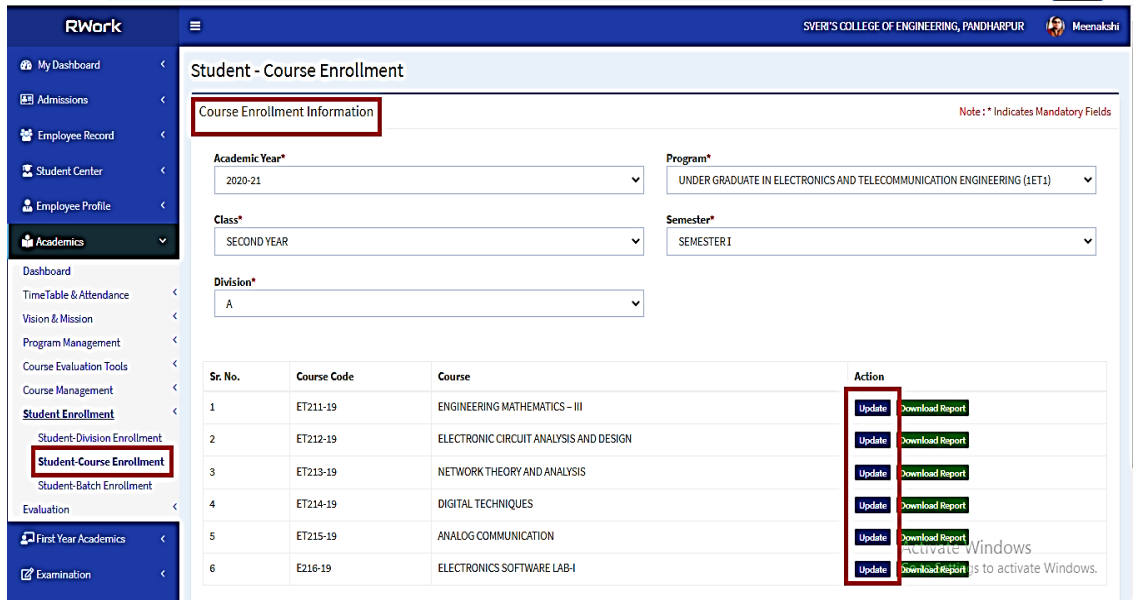 RWork
SVERI'S COLLEGE OF ENGINEERING, PANDHARPUR
Meenakshi
My Dashboard
Admissions
Employee Record
Student Center
Employee Profile
Academics
Dashboard
TimeTable & Attendance
Vision & Mission
Program Management
Course Evaluation Tools
Course Management
Student Enrollment
Student-Division Enrollment
Student-Course Enrollment
Student-Batch Enrollment
Evaluation
First Year Academics
Examination
Student - Course Enrollment
Course Enrollment Information
Note : * Indicates Mandatory Fields
Academic Year* Program*
2020-21 UNDER GRADUATE IN ELECTRONICS AND TELECOMMUNICATION ENGINEERING (1ET1)
Class* Semester*
SECOND YEAR SEMESTER I
Division*
A
Sr. No. Course Code Course Action
1 ET211-19 ENGINEERING MATHEMATICS – III Update Download Report
2 ET212-19 ELECTRONIC CIRCUIT ANALYSIS AND DESIGN Update Download Report
3 ET213-19 NETWORK THEORY AND ANALYSIS Update Download Report
4 ET214-19 DIGITAL TECHNIQUES Update Download Report
5 ET215-19 ANALOG COMMUNICATION Update Download Report
6 E216-19 ELECTRONICS SOFTWARE LAB-I Update Download Report
Activate Windows
Go to Settings to activate Windows.